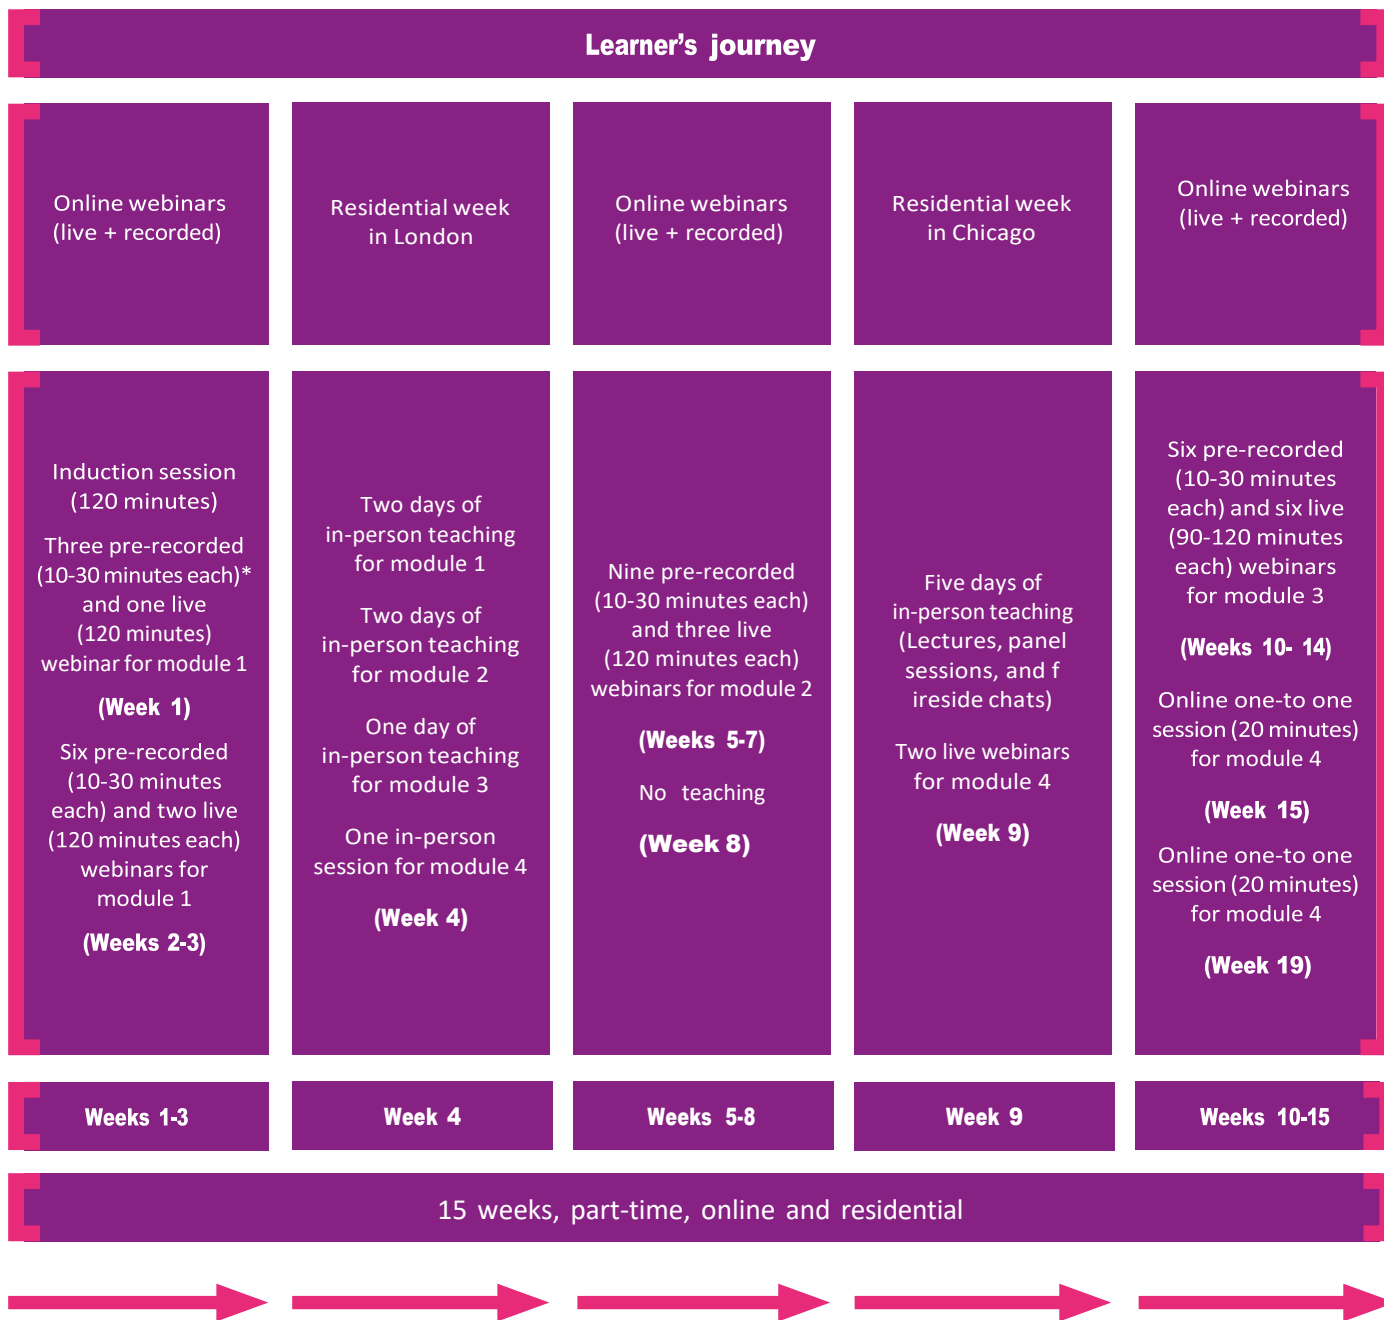 Learner’s journey
Online webinars
(live + recorded)
Residential week
in London
Online webinars
(live + recorded)
Residential week
in Chicago
Online webinars
(live + recorded)
Induction session
(120 minutes)
Three pre-recorded
(10-30 minutes each)*
and one live
(120 minutes)
webinar for module 1
(Week 1)
Six pre-recorded
(10-30 minutes
each) and two live
(120 minutes each)
webinars for
module 1
(Weeks 2-3)
Two days of
in-person teaching
for module 1
Two days of
in-person teaching
for module 2
One day of
in-person teaching
for module 3
One in-person
session for module 4
(Week 4)
Nine pre-recorded
(10-30 minutes each)
and three live
(120 minutes each)
webinars for module 2
(Weeks 5-7)
No teaching
(Week 8)
Five days of
in-person teaching
(Lectures, panel
sessions, and f
ireside chats)
Two live webinars
for module 4
(Week 9)
Six pre-recorded
(10-30 minutes
each) and six live
(90-120 minutes
each) webinars
for module 3
(Weeks 10- 14)
Online one-to one
session (20 minutes)
for module 4
(Week 15)
Online one-to one
session (20 minutes)
for module 4
(Week 19)
Weeks 1-3
Week 4
Weeks 5-8
Week 9
Weeks 10-15
15 weeks, part-time, online and residential